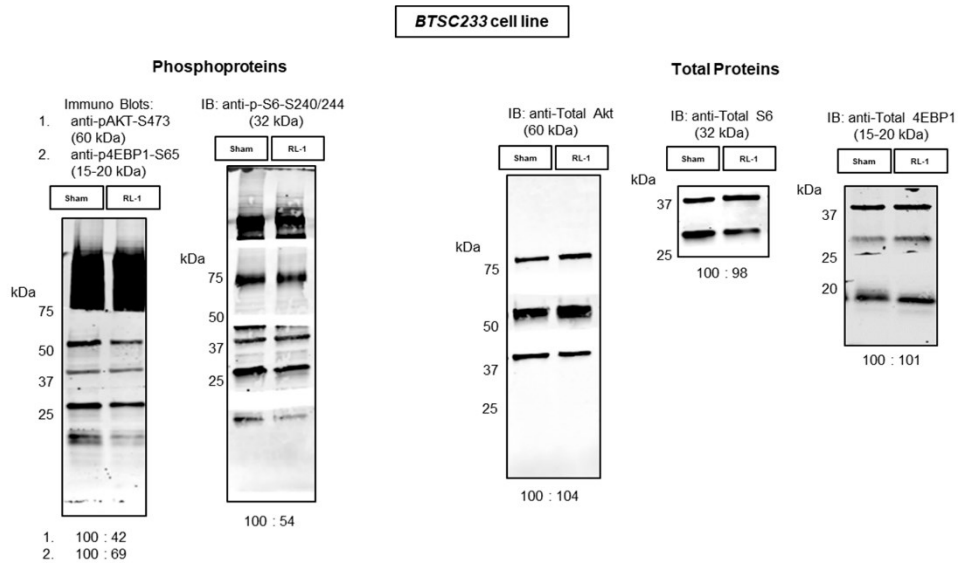 BTSC233 cell line
Phosphoproteins
Total Proteins
Immuno Blots:
1. anti-pAKT-S473
(60 kDa)
2. anti-p4EBP1-S65
(15-20 kDa)
Sham RL-1
kDa
75
50
37
25
1. 100 : 42
2. 100 : 69
IB: anti-p-S6-S240/244
(32 kDa)
Sham RL-1
kDa
75
50
37
25
100 : 54
IB: anti-Total Akt
(60 kDa)
Sham RL-1
kDa
75
50
37
25
100 : 104
IB: anti-Total S6
(32 kDa)
Sham RL-1
kDa
37
25
100 : 98
IB: anti-Total 4EBP1
(15-20 kDa)
Sham RL-1
kDa
37
25
20
100 : 101